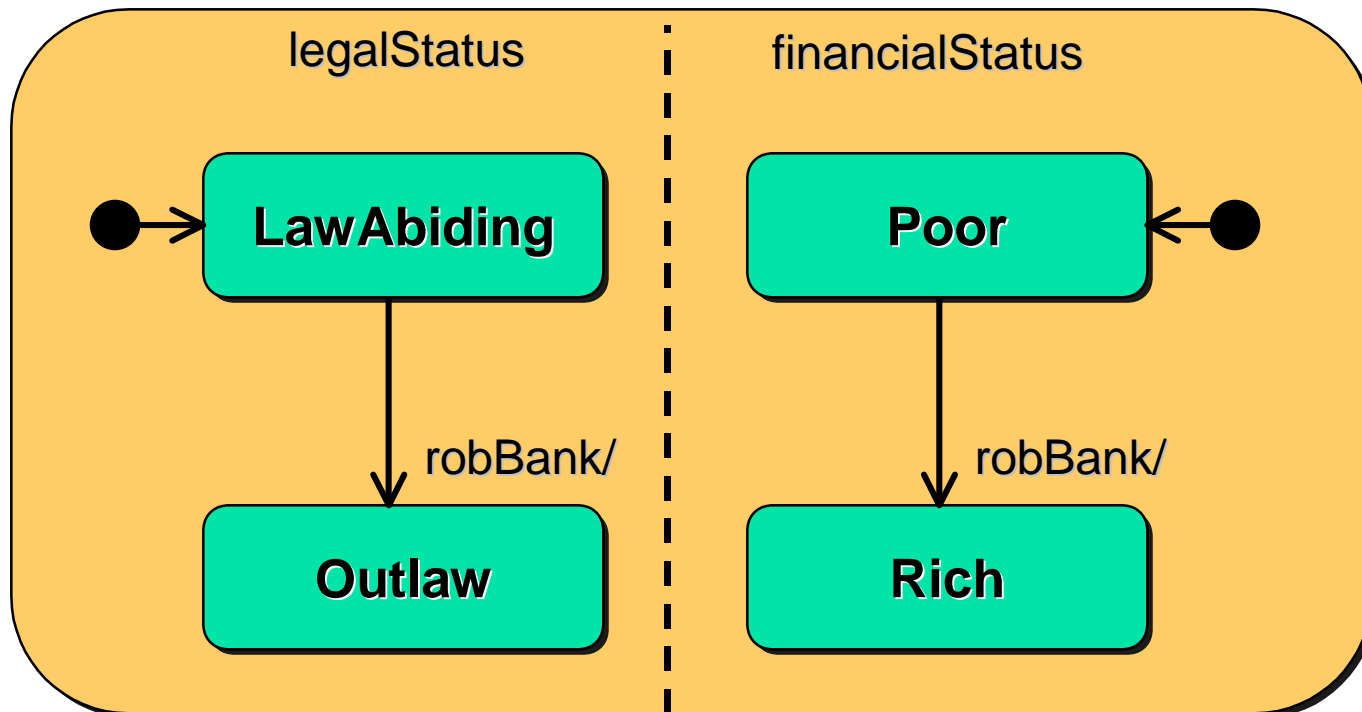 legalStatus
financialStatus
LawAbiding
Poor
robBank/
robBank/
Outlaw
Rich